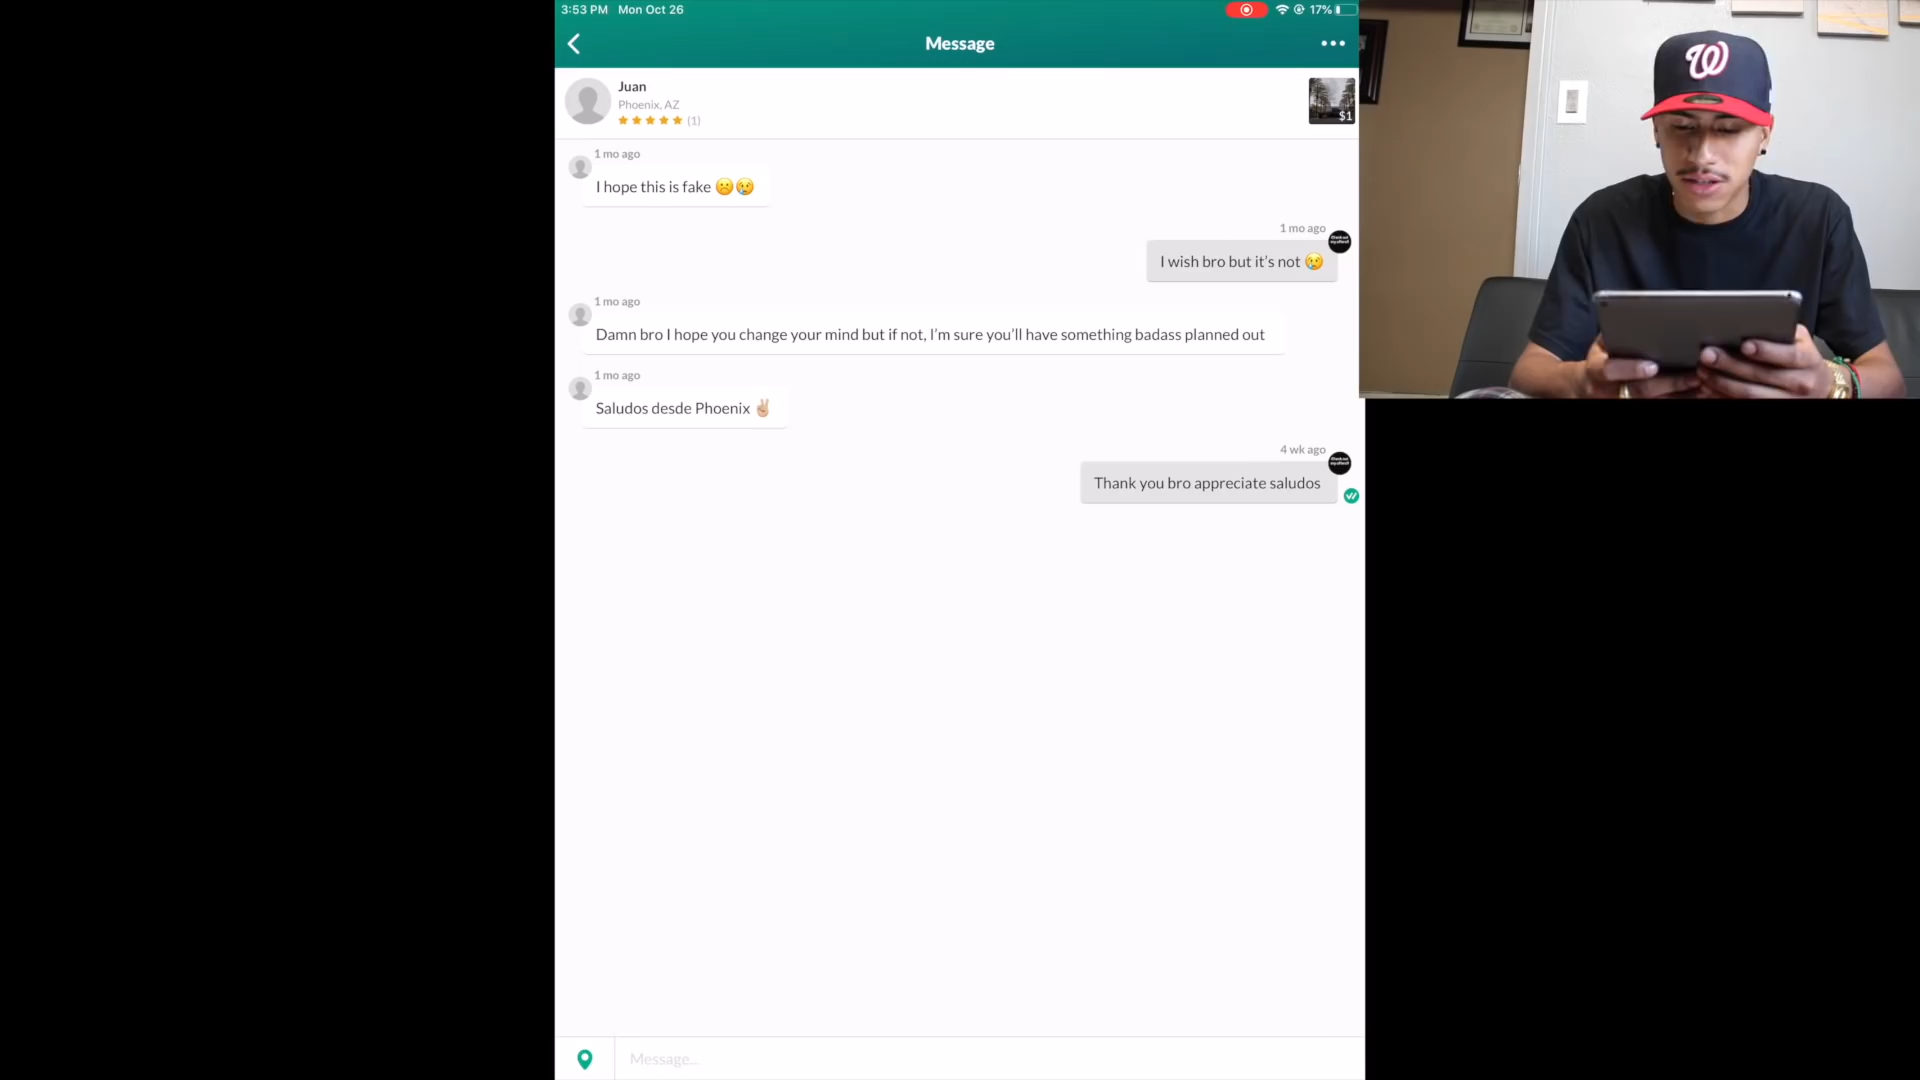 3:53 PM Mon Oct 26
17%
Message
Juan
Phoenix, AZ
(1)
$1
1 mo ago
I hope this is fake ☹️😢
1 mo ago
I wish bro but it's not 😢
1 mo ago
Damn bro I hope you change your mind but if not, I'm sure you'll have something badass planned out
1 mo ago
Saludos desde Phoenix ✌🏼
4 wk ago
Thank you bro appreciate saludos
Message...
W